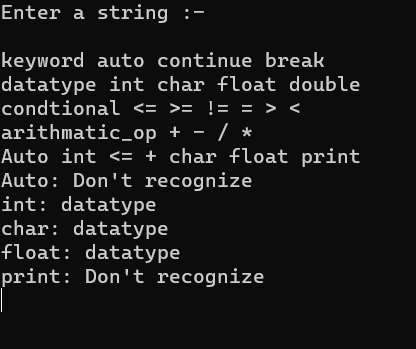 Enter a string :-
keyword auto continue break
datatype int char float double
condtional <= >= != = > <
arithmatic_op + - / *
Auto int <= + char float print
Auto: Don't recognize
int: datatype
char: datatype
float: datatype
print: Don't recognize